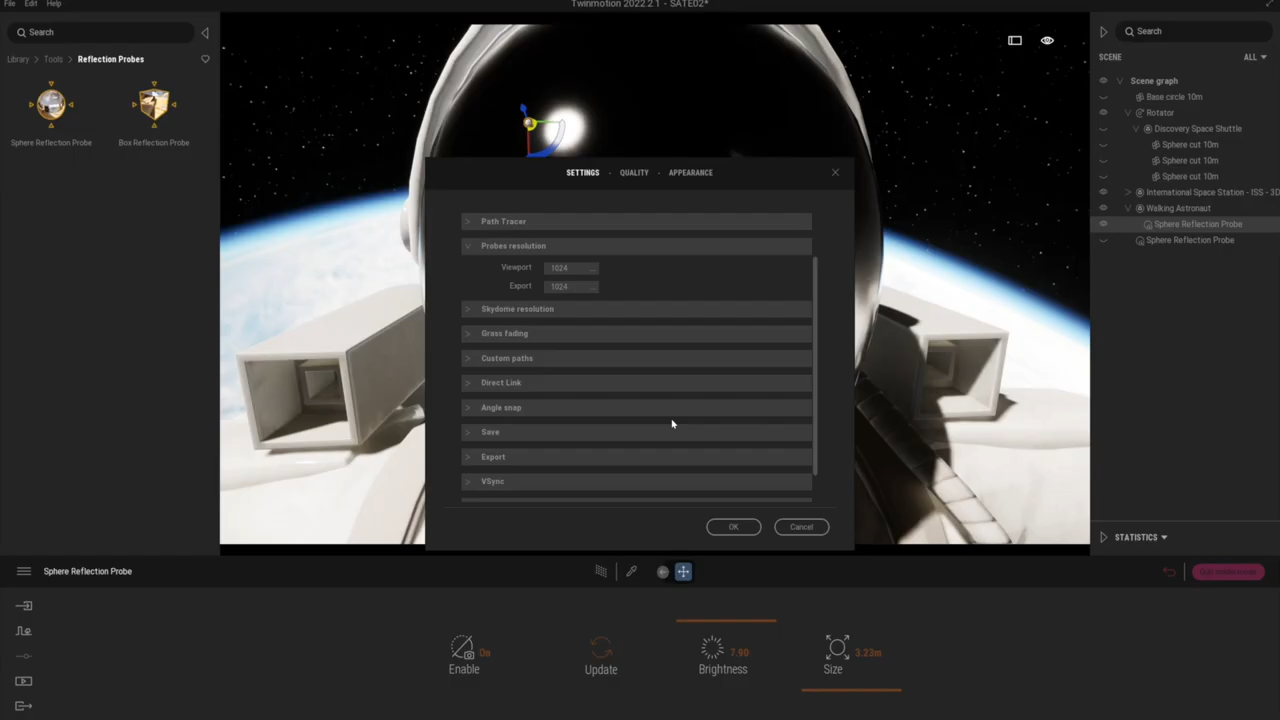 Twinmotion 2022.2.1 - SATE02*
File Edit Help
Search
Library > Tools > Reflection Probes
Sphere Reflection Probe
Box Reflection Probe
SETTINGS · QUALITY · APPEARANCE
Path Tracer
Probes resolution
Viewport 1024 ...
Export 1024 ...
Skydome resolution
Grass fading
Custom paths
Direct Link
Angle snap
Save
Export
VSync
OK
Cancel
Search
SCENE ALL
Scene graph
Base circle 10m
Rotator
Discovery Space Shuttle
Sphere cut 10m
Sphere cut 10m
Sphere cut 10m
International Space Station - ISS - 3D
Walking Astronaut
Sphere Reflection Probe
Sphere Reflection Probe
STATISTICS
Sphere Reflection Probe
Enable On
Update
Brightness 7.90
Size 3.23m